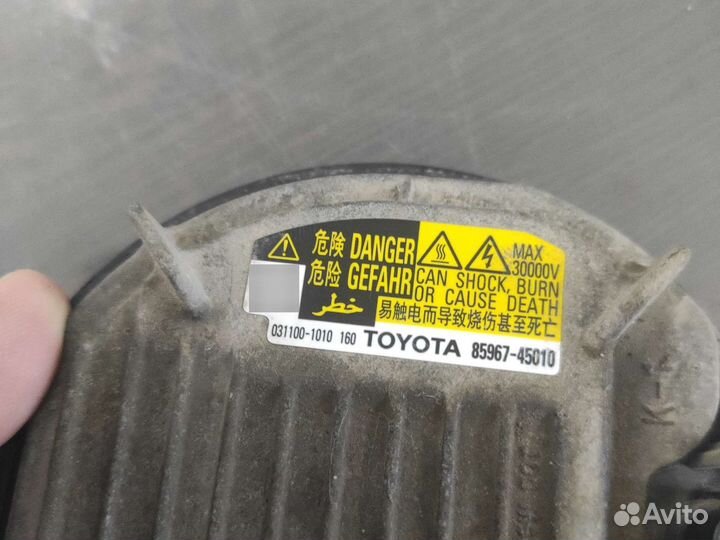 危険 DANGER
危险 GEFAHR
خطر
MAX
30000V
CAN SHOCK, BURN
OR CAUSE DEATH
易触电而导致烧伤甚至死亡
031100-1010 160 TOYOTA 85967-45010
K-K
Avito